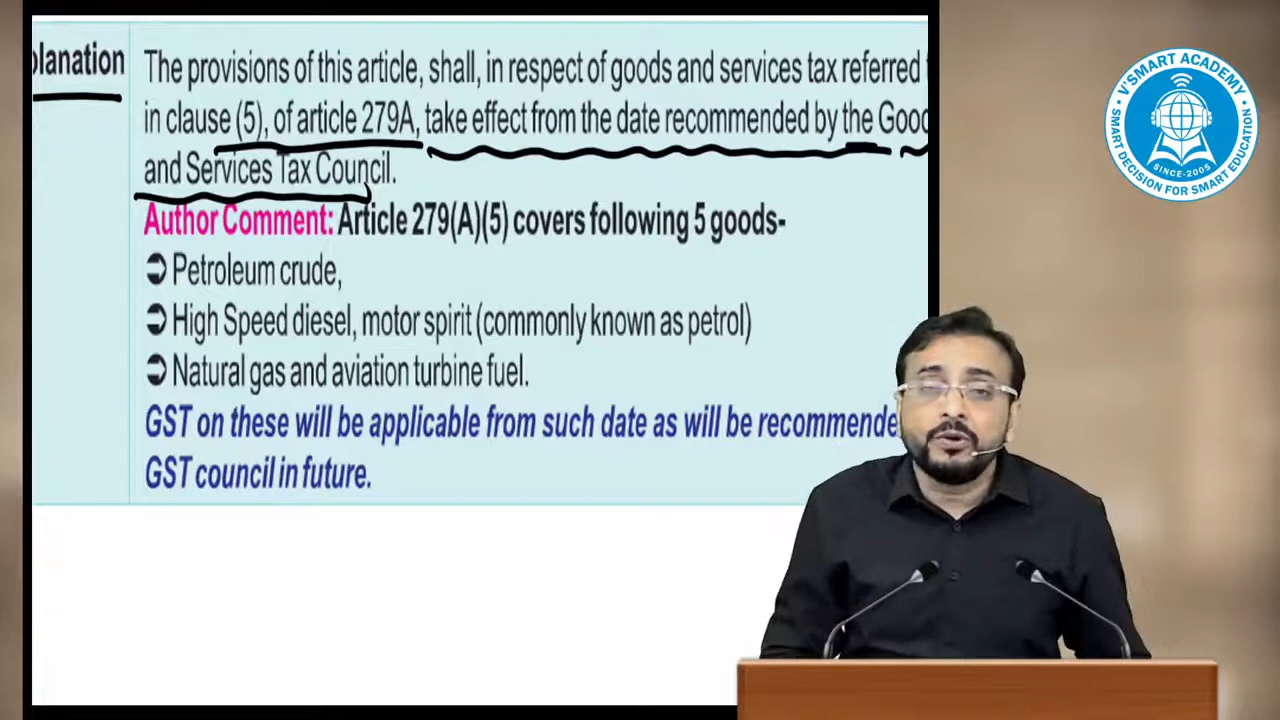 planation
The provisions of this article, shall, in respect of goods and services tax referred
in clause (5), of article 279A, take effect from the date recommended by the Goo
and Services Tax Council.
Author Comment: Article 279(A)(5) covers following 5 goods-
➲ Petroleum crude,
➲ High Speed diesel, motor spirit (commonly known as petrol)
➲ Natural gas and aviation turbine fuel.
GST on these will be applicable from such date as will be recommende
GST council in future.
V'SMART ACADEMY
SINCE-2005
SMART DECISION FOR SMART EDUCATION